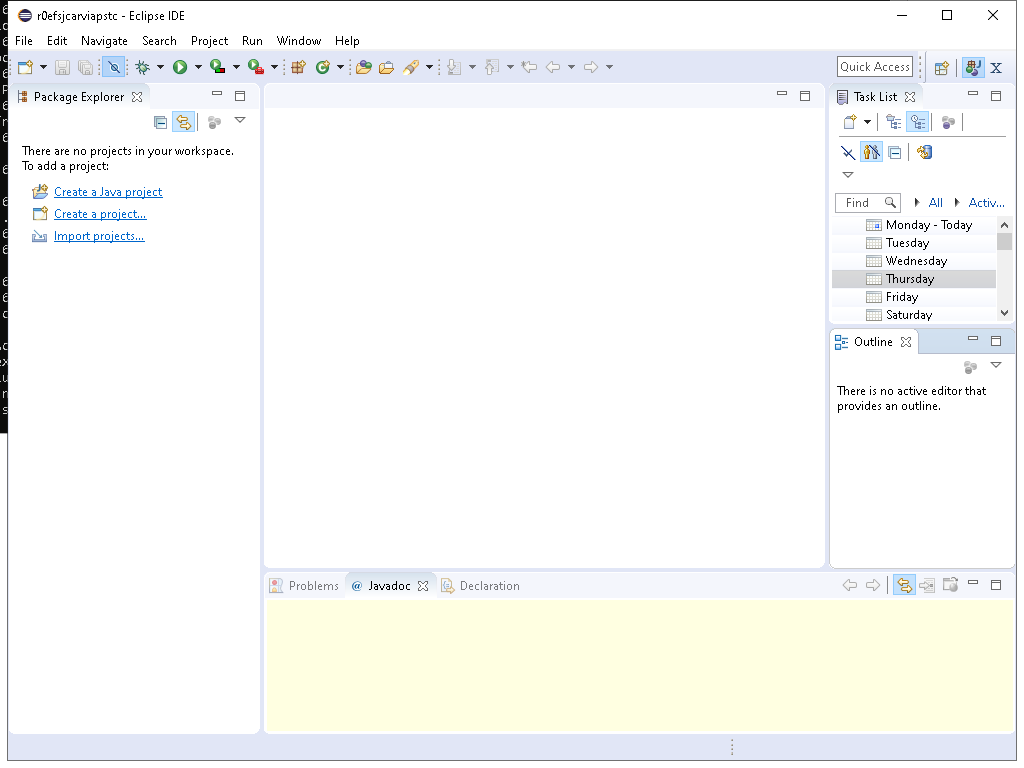 r0efsjcarviapstc - Eclipse IDE
File Edit Navigate Search Project Run Window Help
Quick Access
Package Explorer
There are no projects in your workspace.
To add a project:
Create a Java project
Create a project...
Import projects...
Task List
Find All Activ...
Monday - Today
Tuesday
Wednesday
Thursday
Friday
Saturday
Outline
There is no active editor that
provides an outline.
Problems @ Javadoc Declaration